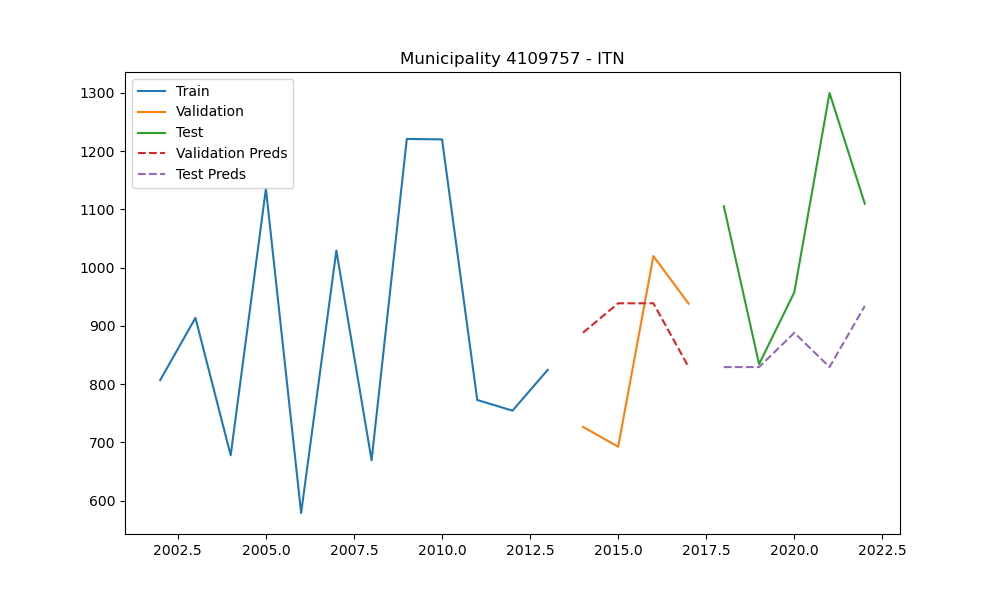 Municipality 4109757 - ITN
Train
Validation
Test
Validation Preds
Test Preds
1300
1200
1100
1000
900
800
700
600
2002.5 2005.0 2007.5 2010.0 2012.5 2015.0 2017.5 2020.0 2022.5